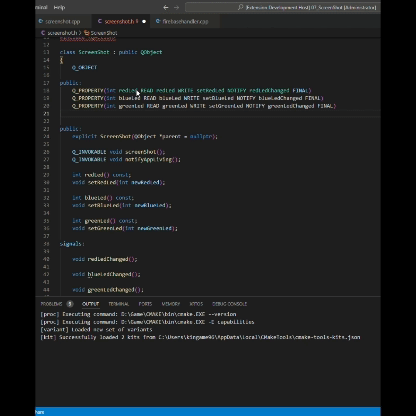 minal Help
[Extension Development Host] 07_ScreenShot [Administrator]
screenshot.cpp screenshot.h 5 firebasehandler.cpp
screenshot.h > ScreenShot
12
13 class ScreenShot : public QObject
14 {
15 Q_OBJECT
16
17 public:
18 Q_PROPERTY(int redLed READ redLed WRITE setRedLed NOTIFY redLedChanged FINAL)
19 Q_PROPERTY(int blueLed READ blueLed WRITE setBlueLed NOTIFY blueLedChanged FINAL)
20 Q_PROPERTY(int greenLed READ greenLed WRITE setGreenLed NOTIFY greenLedChanged FINAL)
21
22
23 public:
24 explicit ScreenShot(QObject *parent = nullptr);
25
26 Q_INVOKABLE void screenShot();
27 Q_INVOKABLE void notifyAppLiving();
28
29 int redLed() const;
30 void setRedLed(int newRedLed);
31
32 int blueLed() const;
33 void setBlueLed(int newBlueLed);
34
35 int greenLed() const;
36 void setGreenLed(int newGreenLed);
37
38 signals:
39
40 void redLedChanged();
41
42 void blueLedChanged();
43
44 void greenLedChanged();
PROBLEMS OUTPUT TERMINAL PORTS MEMORY XRTOS DEBUG CONSOLE
[proc] Executing command: D:\Game\CMAKE\bin\cmake.EXE --version
[proc] Executing command: D:\Game\CMAKE\bin\cmake.EXE -E capabilities
[variant] Loaded new set of variants
[kit] Successfully loaded 2 kits from C:\Users\kingame96\AppData\Local\CMakeTools\cmake-tools-kits.json
hare